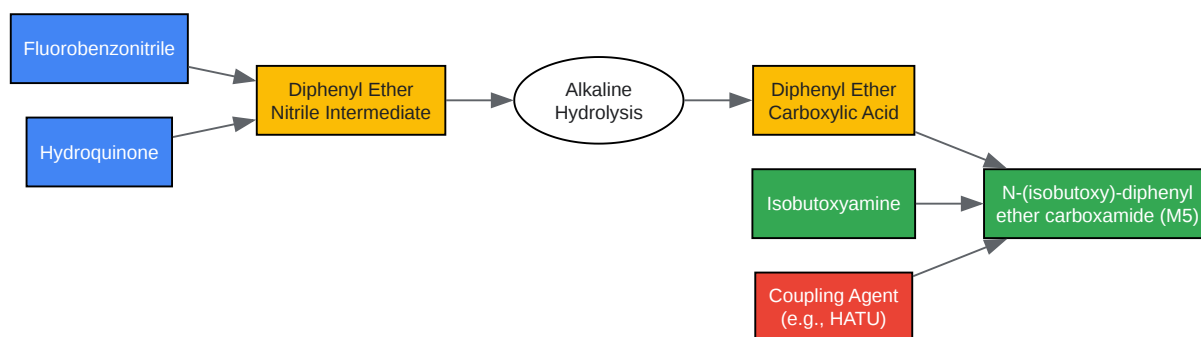 Fluorobenzonitrile
Hydroquinone
Diphenyl Ether
Nitrile Intermediate
Alkaline
Hydrolysis
Diphenyl Ether
Carboxylic Acid
Isobutoxyamine
Coupling Agent
(e.g., HATU)
N-(isobutoxy)-diphenyl
ether carboxamide (M5)